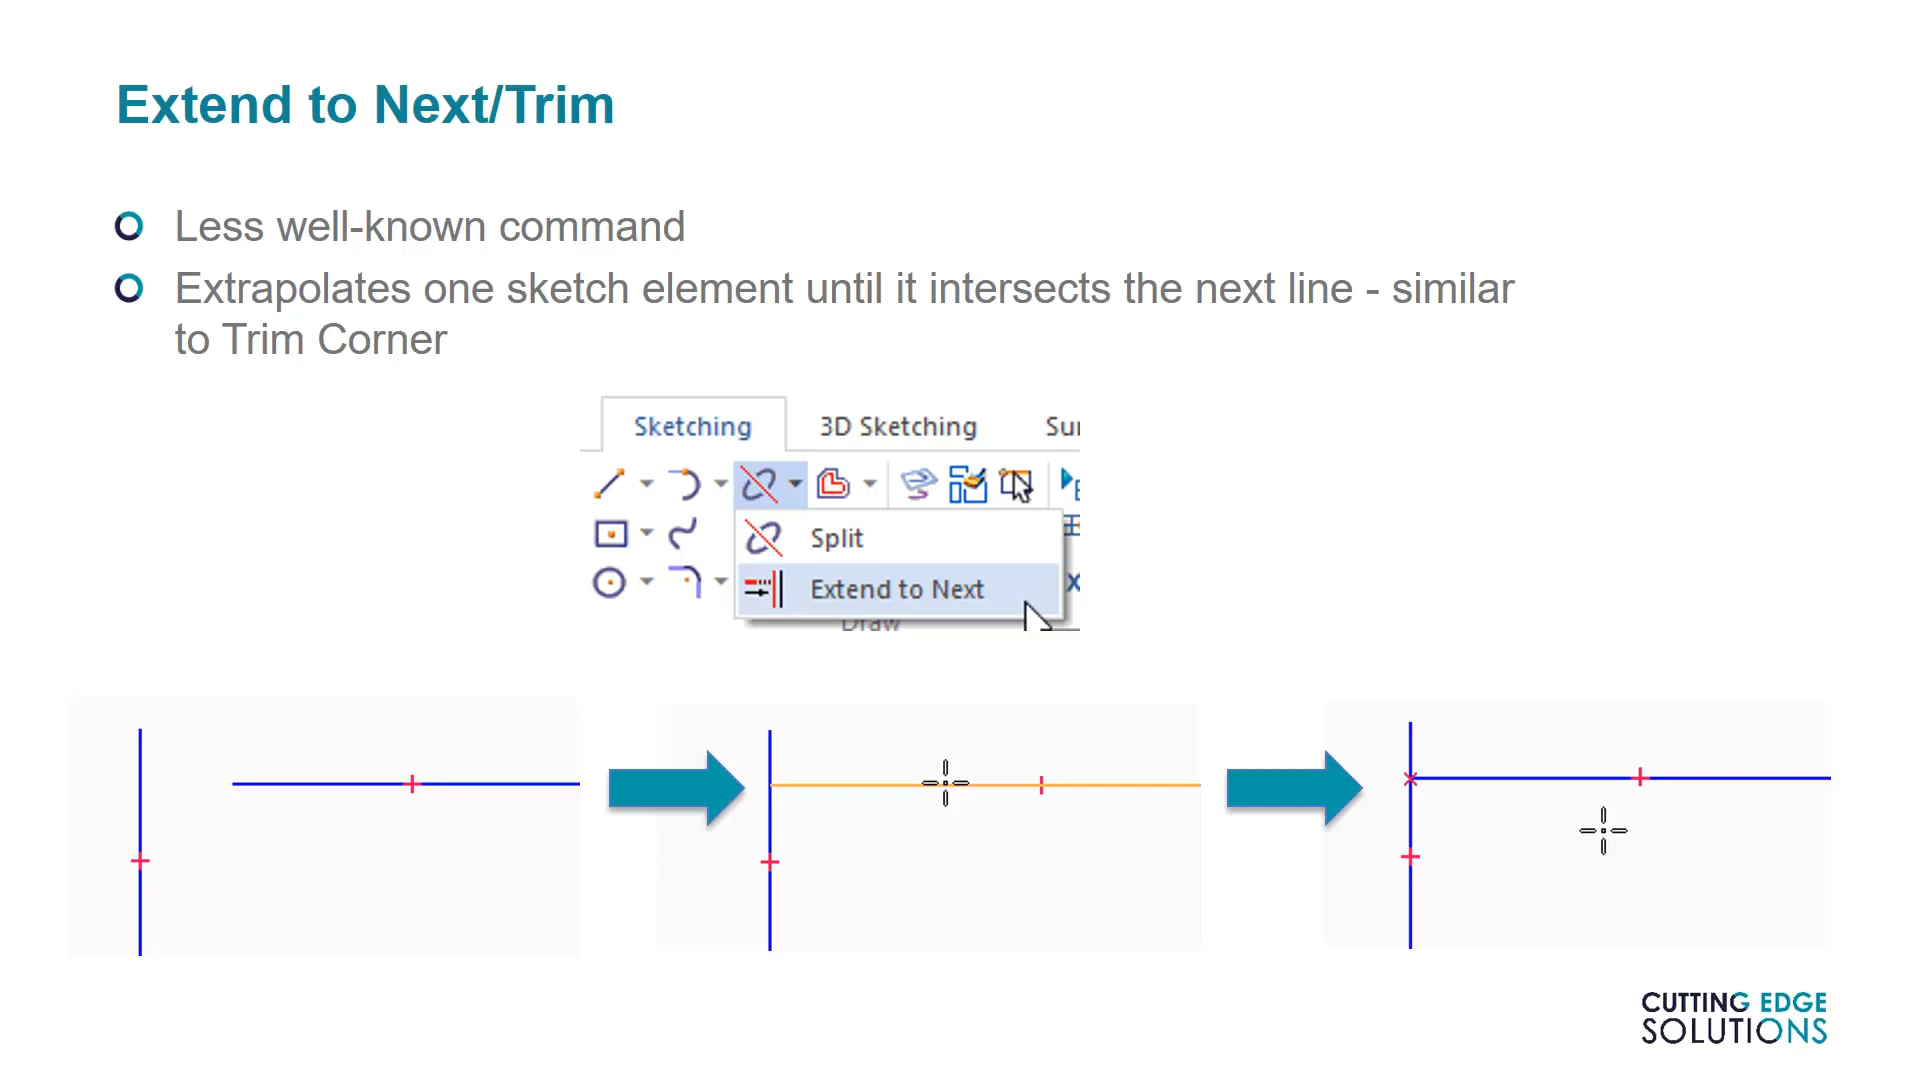 Extend to Next/Trim
Less well-known command
Extrapolates one sketch element until it intersects the next line - similar
to Trim Corner
Sketching 3D Sketching
Split
Extend to Next
Draw
CUTTING EDGE
SOLUTIONS